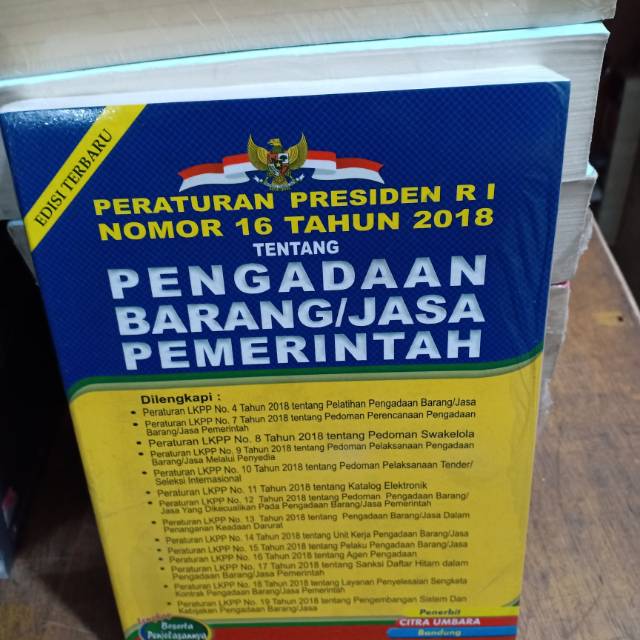 EDISI TERBARU
PERATURAN PRESIDEN R I
NOMOR 16 TAHUN 2018
TENTANG
PENGADAAN
BARANG/JASA
PEMERINTAH
Dilengkapi :
• Peraturan LKPP No. 4 Tahun 2018 tentang Pelatihan Pengadaan Barang/Jasa
• Peraturan LKPP No. 7 Tahun 2018 tentang Pedoman Perencanaan Pengadaan
Barang/Jasa Pemerintah
• Peraturan LKPP No. 8 Tahun 2018 tentang Pedoman Swakelola
• Peraturan LKPP No. 9 Tahun 2018 tentang Pedoman Pelaksanaan Pengadaan
Barang/Jasa Melalui Penyedia
• Peraturan LKPP No. 10 Tahun 2018 tentang Pedoman Pelaksanaan Tender/
Seleksi Internasional
• Peraturan LKPP No. 11 Tahun 2018 tentang Katalog Elektronik
• Peraturan LKPP No. 12 Tahun 2018 tentang Pedoman Pengadaan Barang/
Jasa Yang Dikecualikan Pada Pengadaan Barang/Jasa Pemerintah
• Peraturan LKPP No. 13 Tahun 2018 tentang Pengadaan Barang/Jasa Dalam
Penanganan Keadaan Darurat
• Peraturan LKPP No. 14 Tahun 2018 tentang Unit Kerja Pengadaan Barang/Jasa
• Peraturan LKPP No. 15 Tahun 2018 tentang Pelaku Pengadaan Barang/Jasa
• Peraturan LKPP No. 16 Tahun 2018 tentang Agen Pengadaan
• Peraturan LKPP No. 17 Tahun 2018 tentang Sanksi Daftar Hitam dalam
Pengadaan Barang/Jasa Pemerintah
• Peraturan LKPP No. 18 Tahun 2018 tentang Layanan Penyelesaian Sengketa
Kontrak Pengadaan Barang/Jasa Pemerintah
• Peraturan LKPP No. 19 Tahun 2018 tentang Pengembangan Sistem Dan
Kebijakan Pengadaan Barang/Jasa
Beserta
Penjelasannya
Penerbit
CITRA UMBARA
Bandung